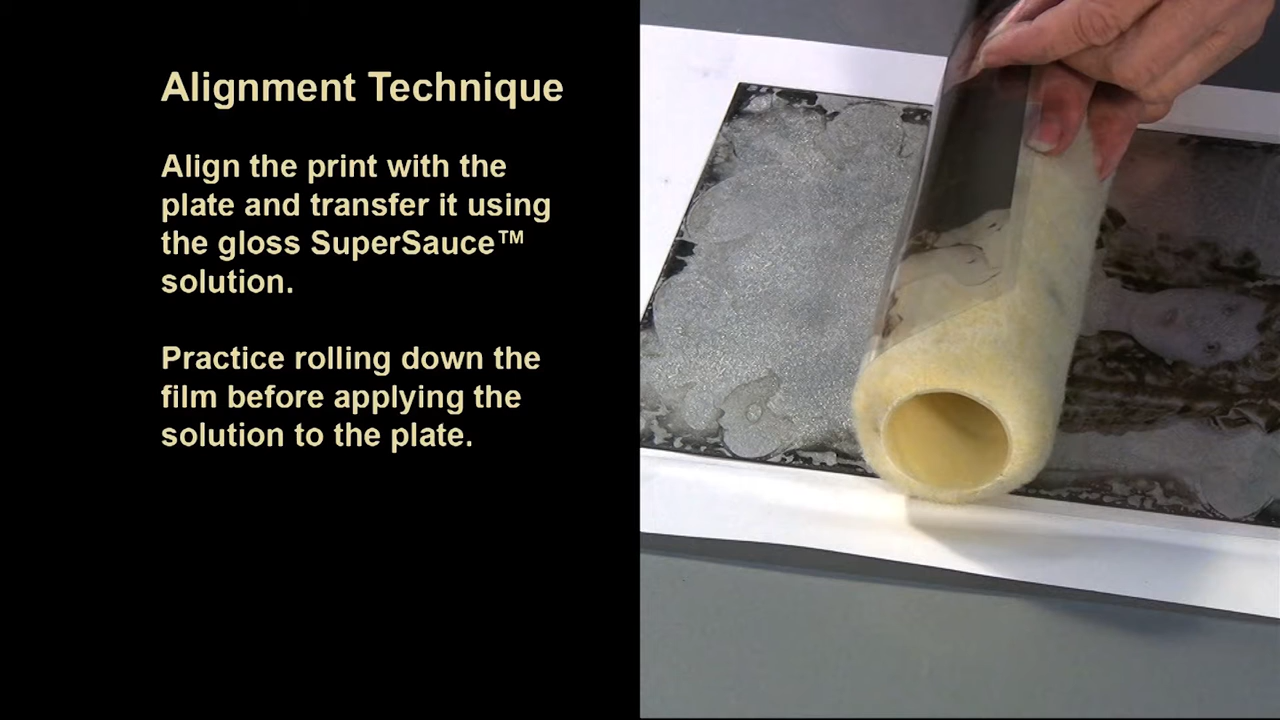 Alignment Technique
Align the print with the
plate and transfer it using
the gloss SuperSauce™
solution.
Practice rolling down the
film before applying the
solution to the plate.